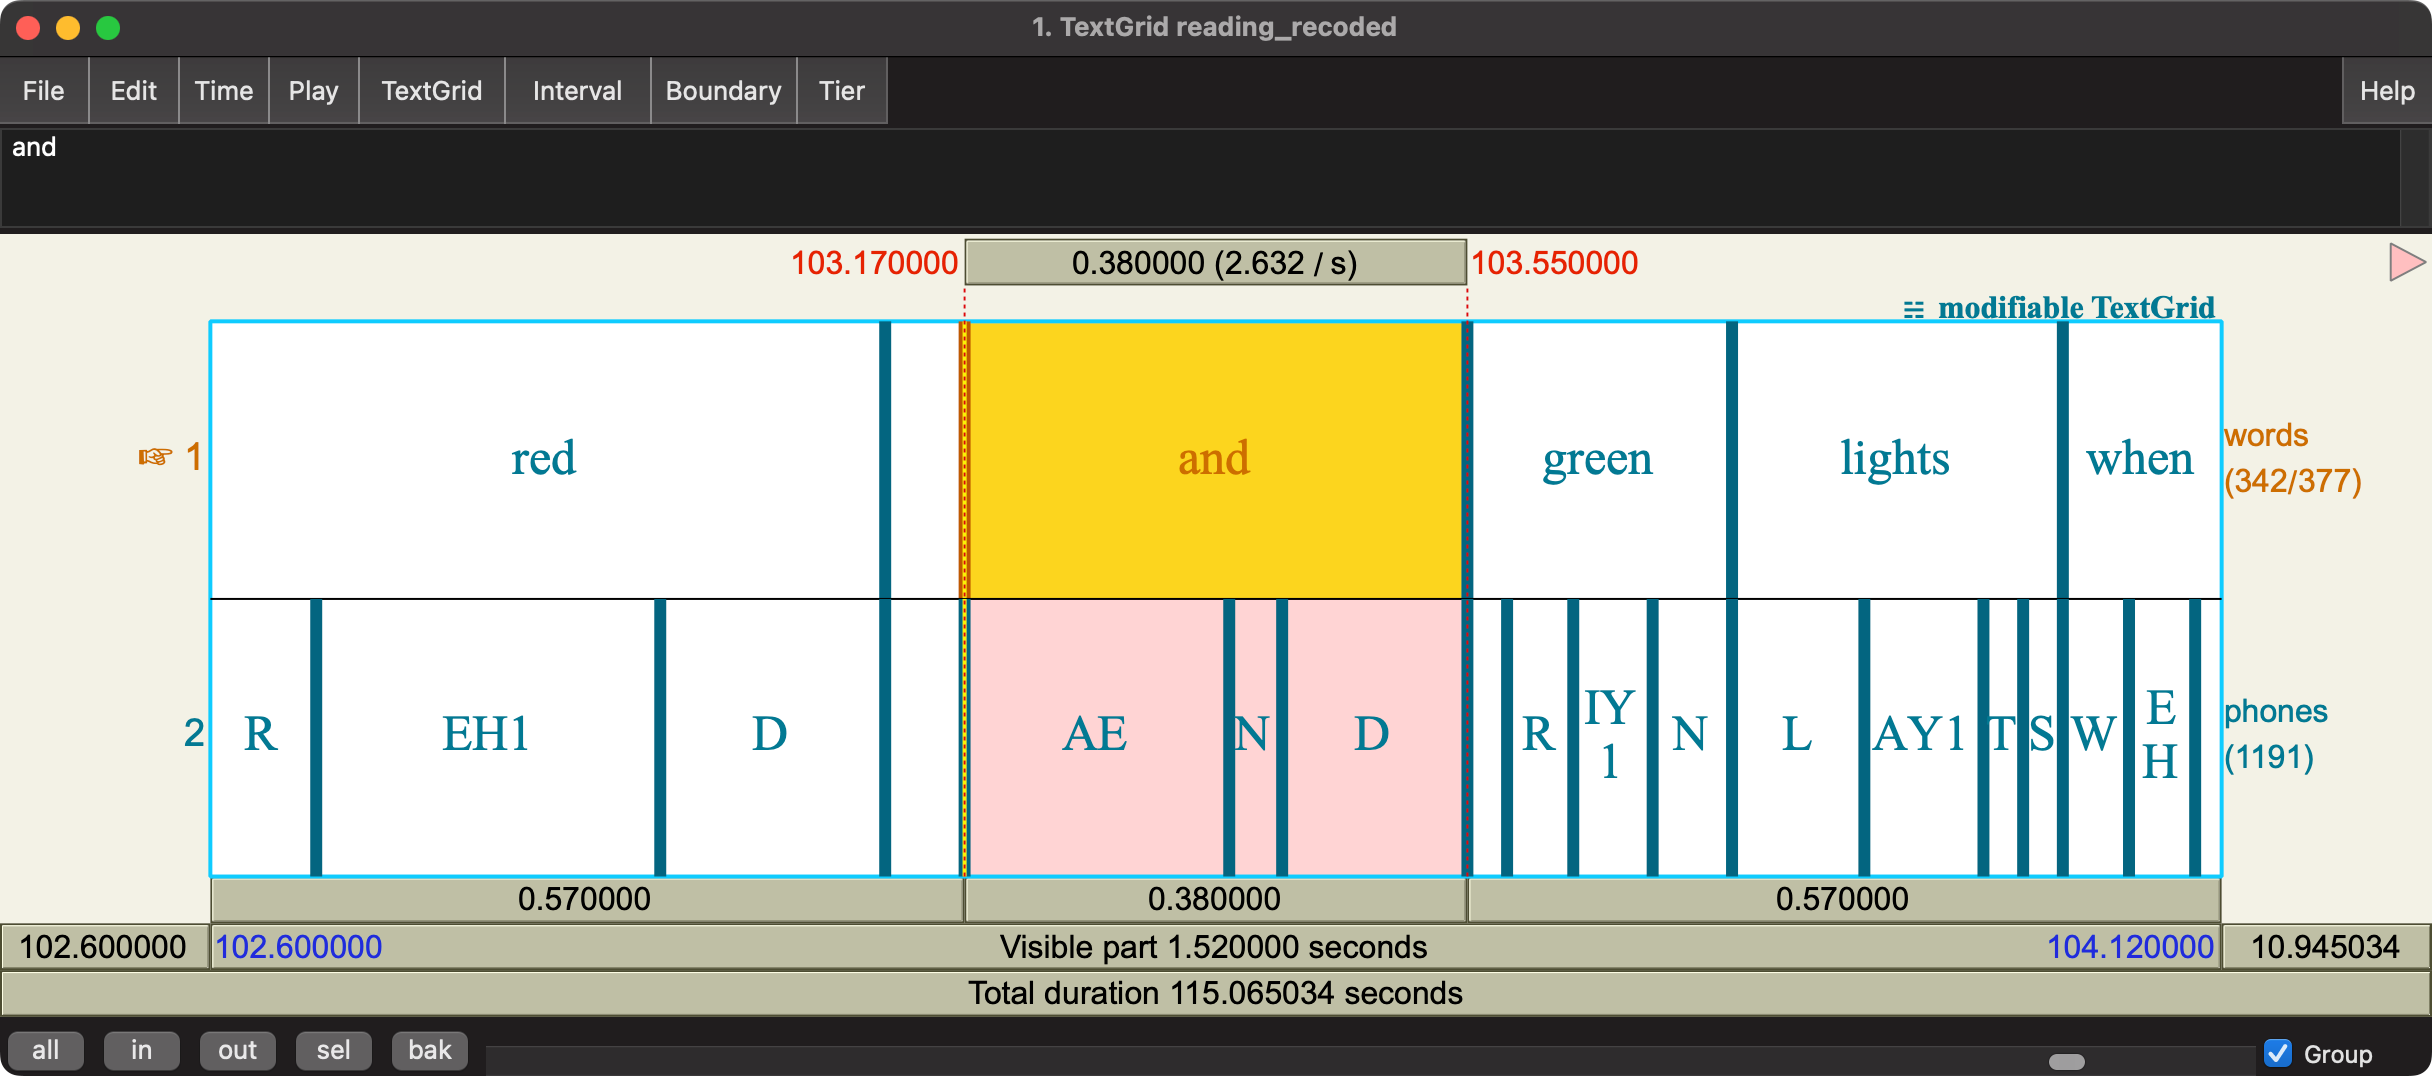 1. TextGrid reading_recoded
File Edit Time Play TextGrid Interval Boundary Tier Help
and
103.170000 0.380000 (2.632 / s) 103.550000
modifiable TextGrid
☞ 1 red and green lights when words (342/377)
2 R EH1 D AE N D R IY1 N L AY1 T S W EH phones (1191)
0.570000 0.380000 0.570000
102.600000 102.600000 Visible part 1.520000 seconds 104.120000 10.945034
Total duration 115.065034 seconds
all in out sel bak Group